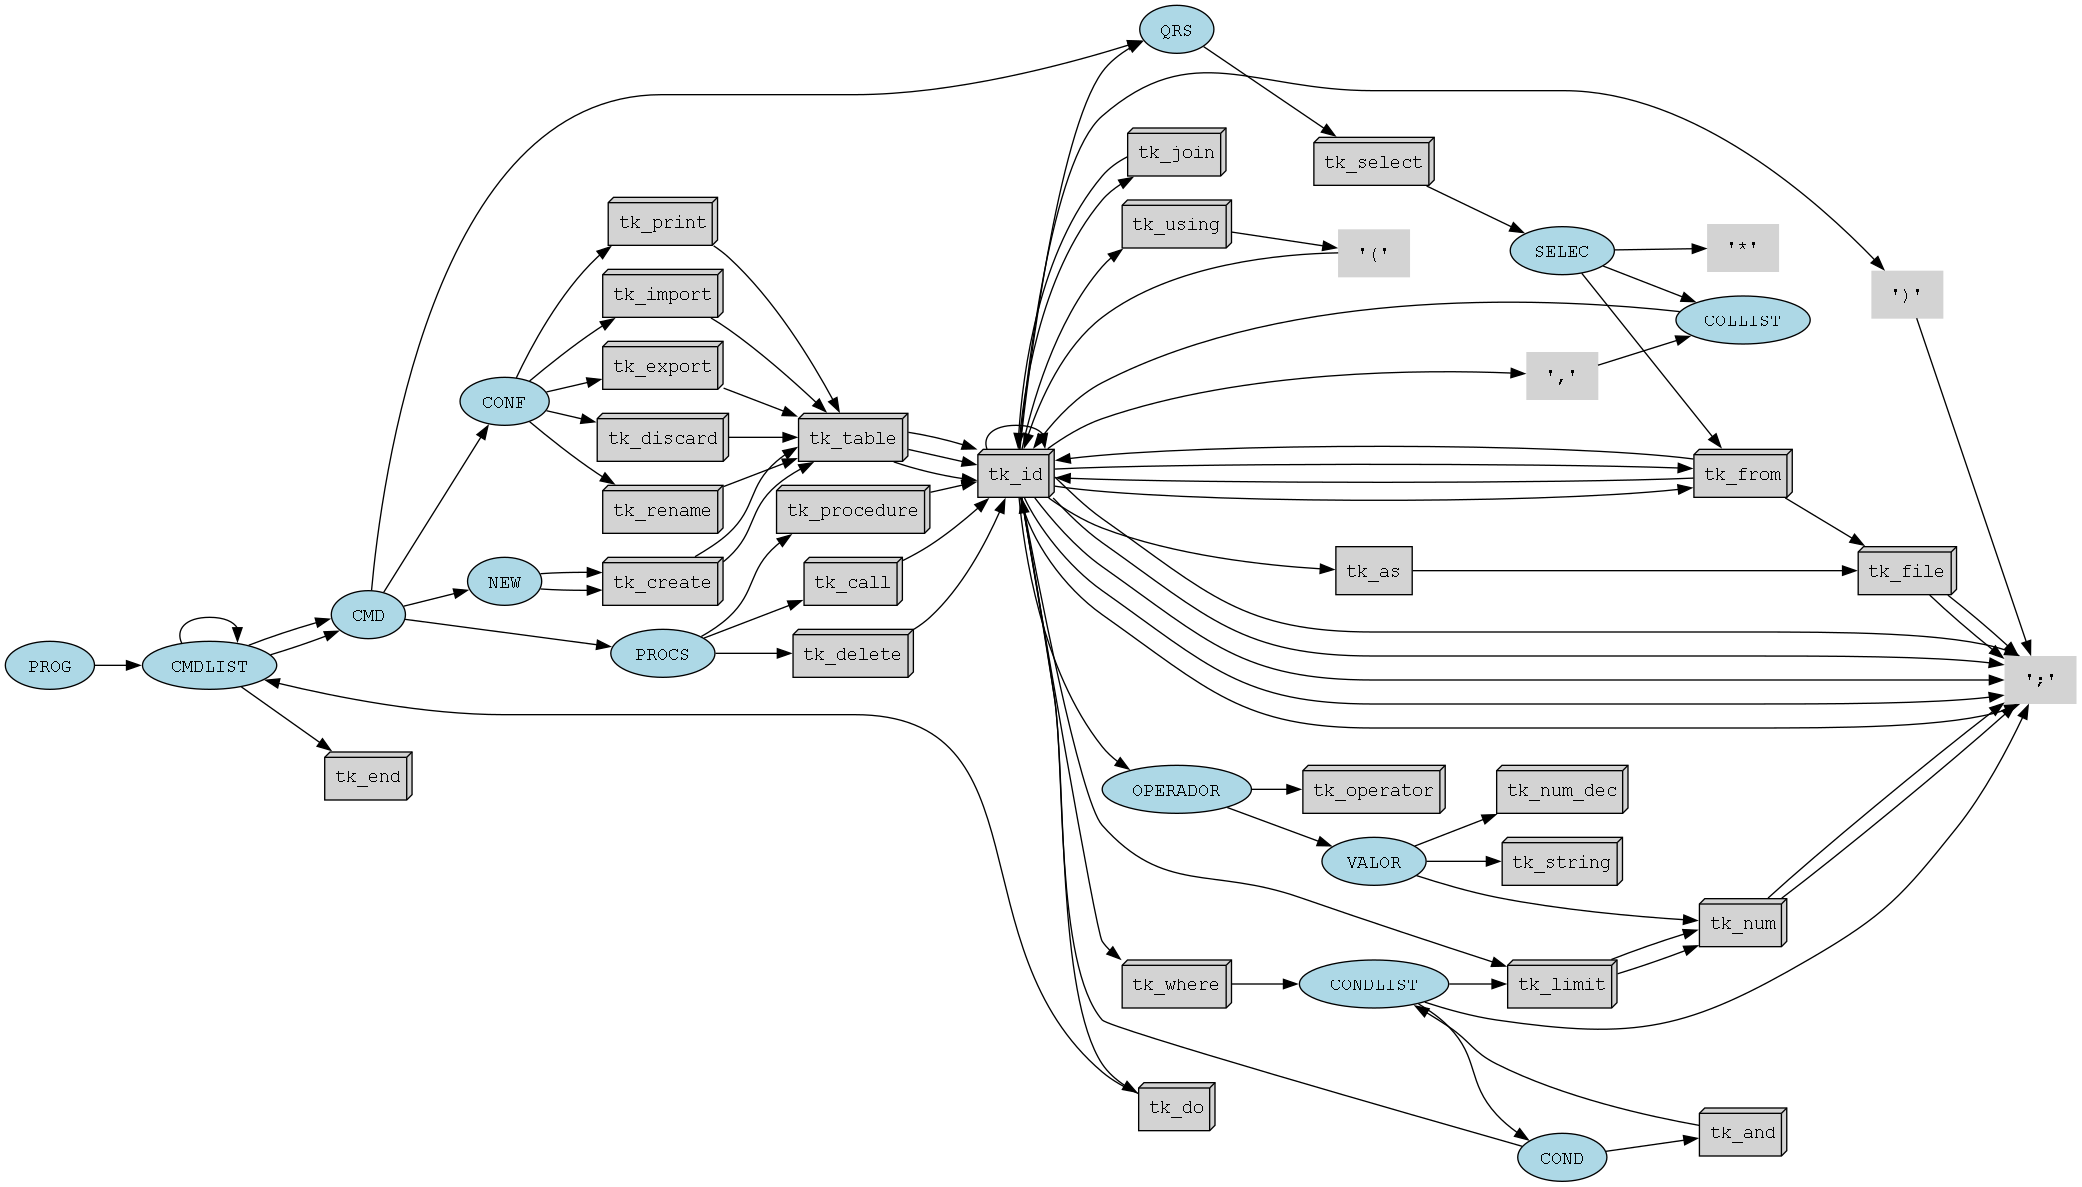 QRS
tk_join
tk_select
tk_print
tk_using
SELEC
'*'
'('
tk_import
')'
COLLIST
tk_export
','
CONF
tk_discard
tk_table
tk_id
tk_from
tk_rename
tk_procedure
NEW
tk_create
tk_call
tk_as
tk_file
CMD
PROG
CMDLIST
PROCS
tk_delete
';'
tk_end
OPERADOR
tk_operator
tk_num_dec
VALOR
tk_string
tk_num
tk_where
CONDLIST
tk_limit
tk_do
tk_and
COND